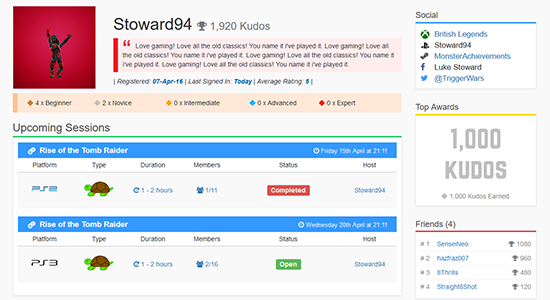 Stoward94 1,920 Kudos
“ Love gaming! Love all the old classics! You name it i've played it. Love gaming! Love all
the old classics! You name it i've played it. Love gaming! Love all the old classics! You name it i've
played it. Love gaming! Love all the old classics! You name it i've played it.
| Registered: 07-Apr-16 | Last Signed In: Today | Average Rating: 5 |
4 x Beginner 2 x Novice 0 x Intermediate 0 x Advanced 0 x Expert
Upcoming Sessions
Rise of the Tomb Raider Friday 15th April at 21:11
Platform Type Duration Members Status Host
PS2 1 - 2 hours 1/11 Completed Stoward94
Rise of the Tomb Raider Wednesday 20th April at 21:11
Platform Type Duration Members Status Host
PS3 1 - 2 hours 2/16 Open Stoward94
Social
British Legends
Stoward94
MonsterAchievements
Luke Stoward
@TriggerWars
Top Awards
1,000
KUDOS
1,000 Kudos Earned
Friends (4)
# 1 SenseiNeo 1080
# 2 hazfraz007 960
# 3 8Thrills 480
# 4 Straight8Shot 120